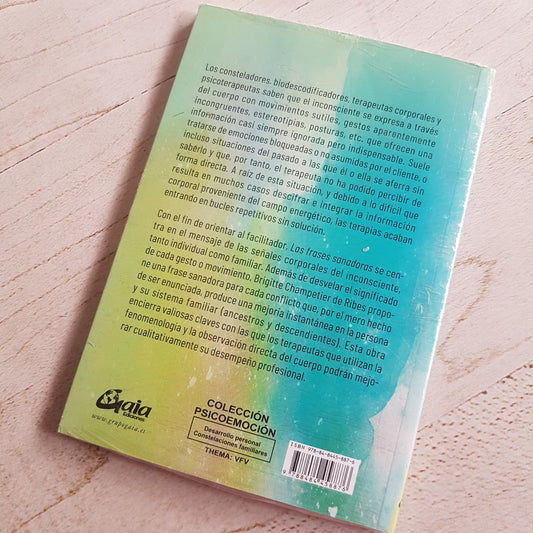 Los consteladores, biodescodificadores, terapeutas corporales y
psicoterapeutas saben que el inconsciente se expresa a través
del cuerpo con movimientos sutiles, gestos aparentemente
incongruentes, estereotipias, posturas, etc. que ofrecen una
información casi siempre ignorada pero indispensable. Suele
tratarse de emociones bloqueadas o no asumidas por el cliente, o
incluso situaciones del pasado a las que él o ella se aferra sin
saberlo y que, por tanto, el terapeuta no ha podido percibir de
forma directa. A raíz de esta situación, y debido a lo difícil que
resulta en muchos casos descifrar e integrar la información
corporal proveniente del campo energético, las terapias acaban
entrando en bucles repetitivos sin solución.
Con el fin de orientar al facilitador, Las frases sanadoras se cen-
tra en el mensaje de las señales corporales del inconsciente,
tanto individual como familiar. Además de desvelar el significado
de cada gesto o movimiento, Brigitte Champetier de Ribes propo-
ne una frase sanadora para cada conflicto que, por el mero hecho
de ser enunciada, produce una mejoría instantánea en la persona
y su sistema familiar (ancestros y descendientes). Esta obra
encierra valiosas claves con las que los terapeutas que utilizan la
fenomenología y la observación directa del cuerpo podrán mejo-
rar cualitativamente su desempeño profesional.
Gaia
Ediciones
www.grupogaia.es
COLECCIÓN
PSICOEMOCIÓN
Desarrollo personal
Constelaciones familiares
THEMA: VFV
ISBN 978-84-8445-887-6
9788484458876